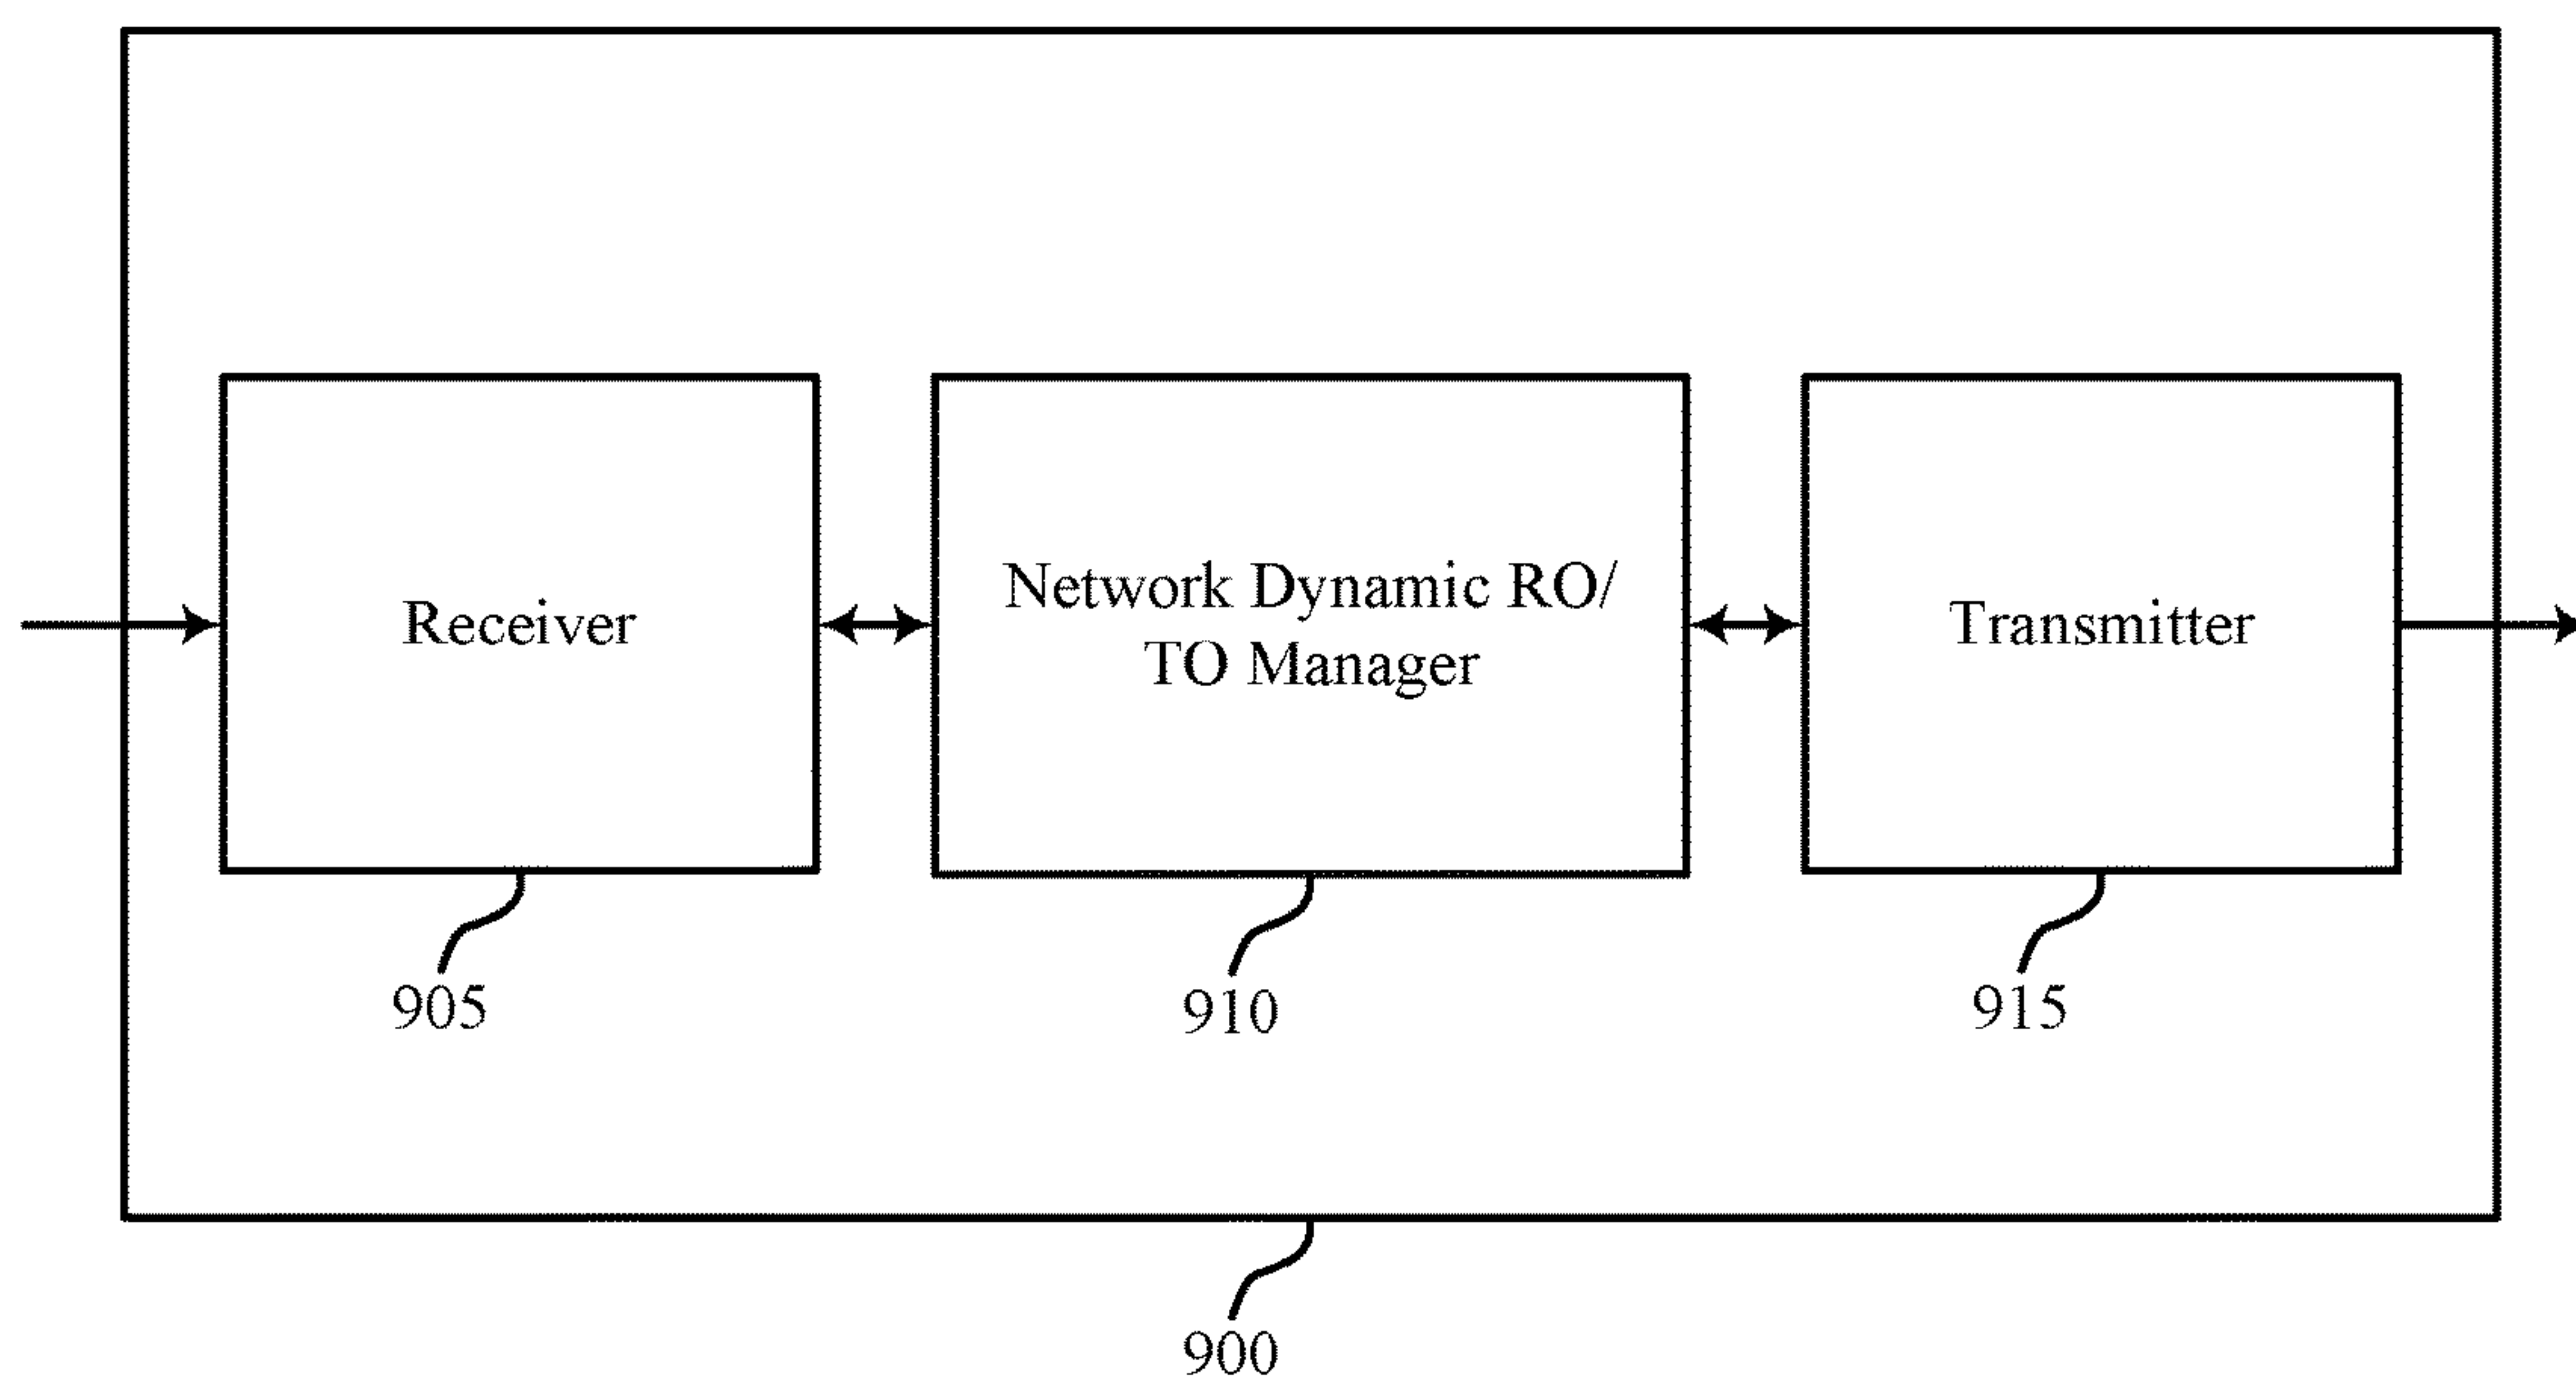 Receiver
Network Dynamic RO/
TO Manager
Transmitter
905
910
915
900